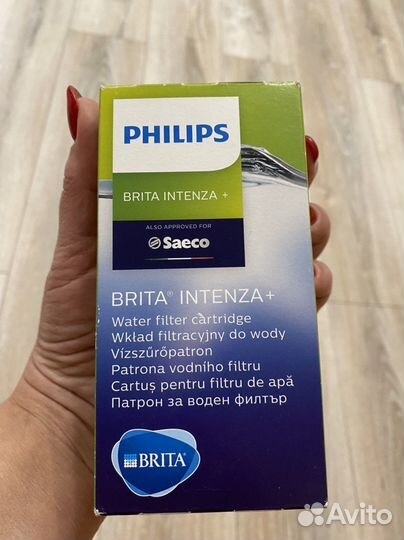 PHILIPS
BRITA INTENZA +
ALSO APPROVED FOR
Saeco
BRITA® INTENZA+
Water filter cartridge
Wkład filtracyjny do wody
Vízszűrőpatron
Patrona vodního filtru
Cartuș pentru filtru de apă
Патрон за воден филтър
BRITA
Avito